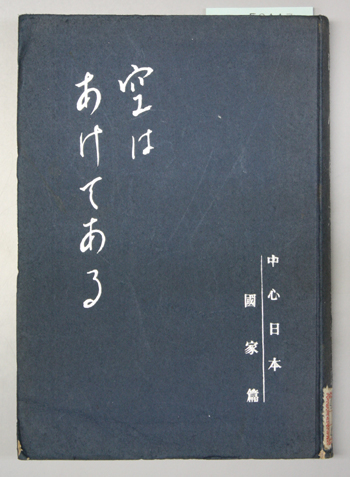 空は
あけてある
中心日本
國家篇